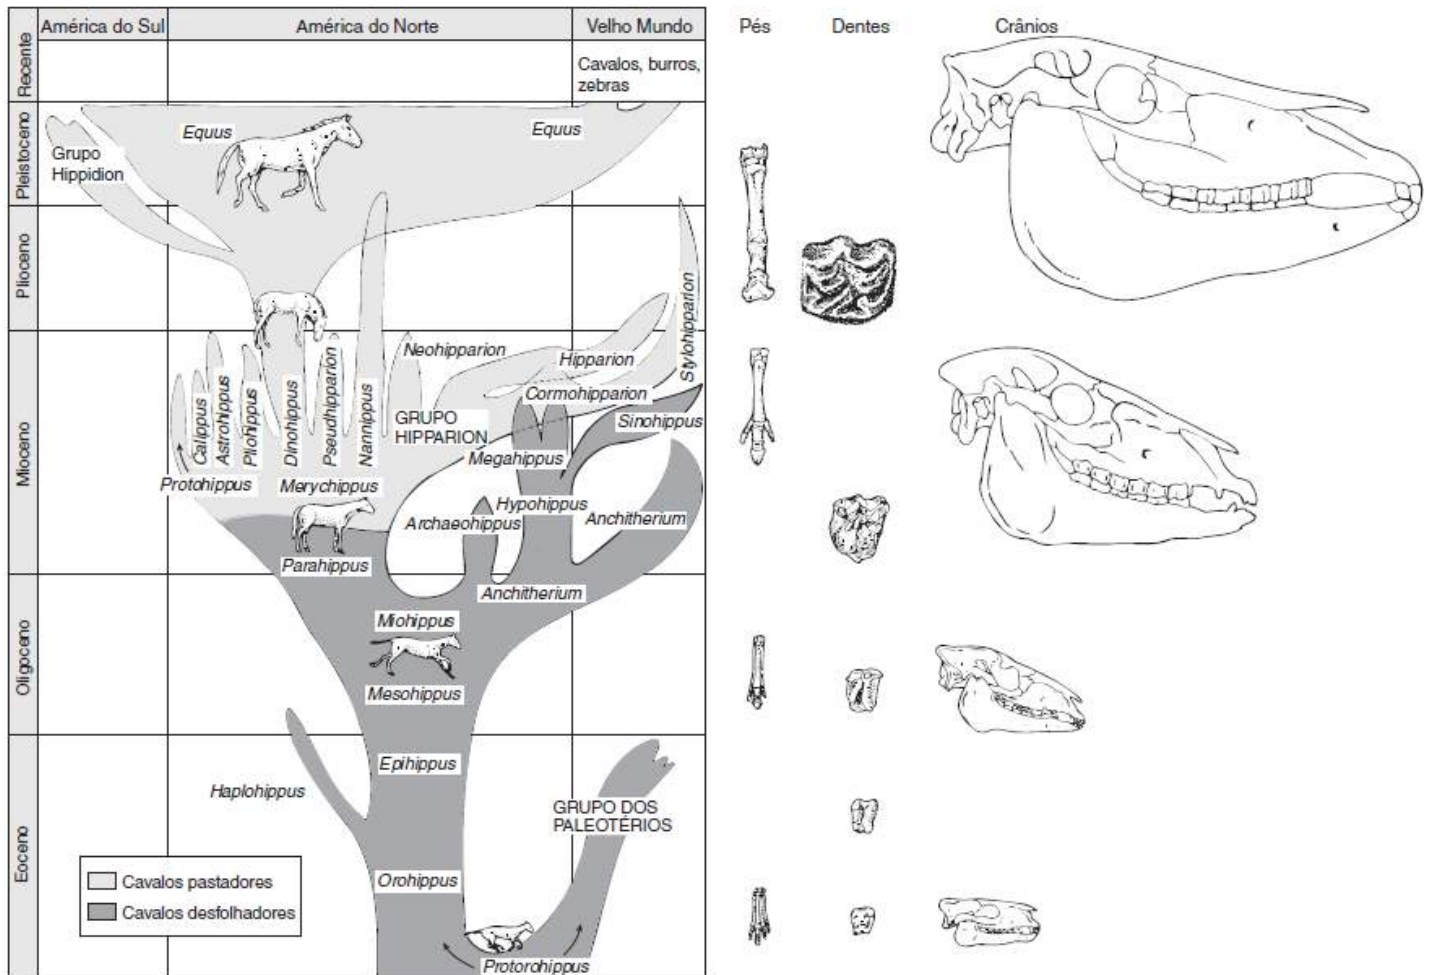 América do Sul
América do Norte
Velho Mundo
Pés
Dentes
Crânios
Recente
Cavalos, burros,
zebras
Pleistoceno
Equus
Equus
Grupo
Hippidion
Plioceno
Stylohipparion
Mioceno
Neohipparion
Hipparion
Cormohipparion
Calippus
Astrohippus
Pliohippus
Dinohippus
Pseudhipparion
Nannippus
GRUPO
HIPPARION
Sinohippus
Megahippus
Protohippus
Merychippus
Hypohippus
Archaeohippus
Anchitherium
Parahippus
Oligoceno
Anchitherium
Miohippus
Mesohippus
Eoceno
Epihippus
Haplohippus
GRUPO DOS
PALEOTÉRIOS
Orohippus
Cavalos pastadores
Cavalos desfolhadores
Protorohippus